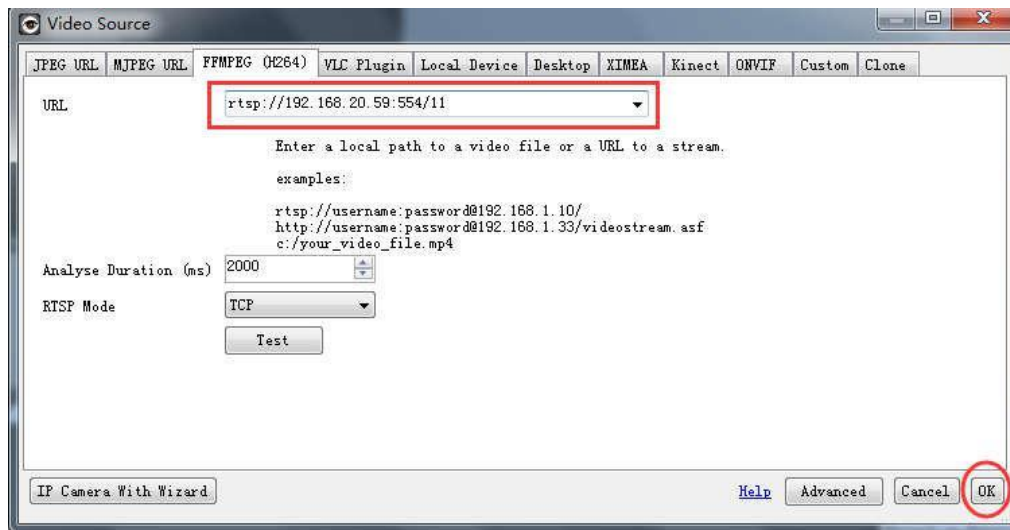 Video Source
JPEG URL MJPEG URL FFMPEG (H264) VLC Plugin Local Device Desktop XIMEA Kinect ONVIF Custom Clone
URL rtsp://192.168.20.59:554/11
Enter a local path to a video file or a URL to a stream.
examples:
rtsp://username:password@192.168.1.10/
http://username:password@192.168.1.33/videostream.asf
c:/your_video_file.mp4
Analyse Duration (ms) 2000
RTSP Mode TCP
Test
IP Camera With Wizard Help Advanced Cancel OK